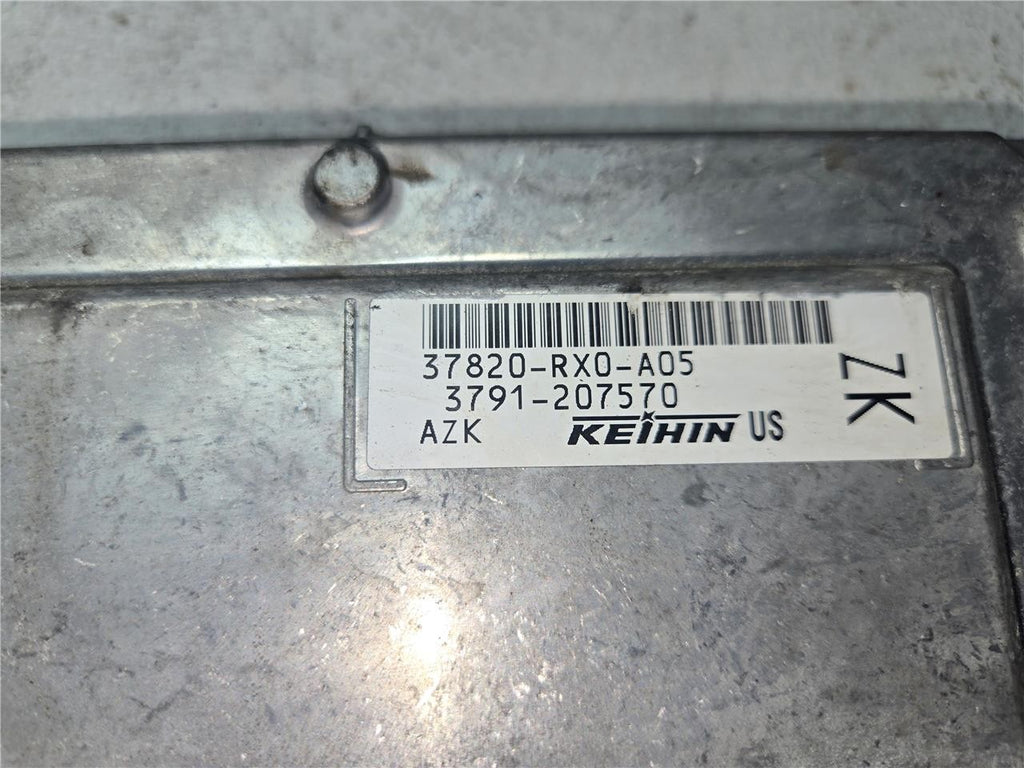 37820-RX0-A05
3791-207570
AZK KEIHIN US
ZK